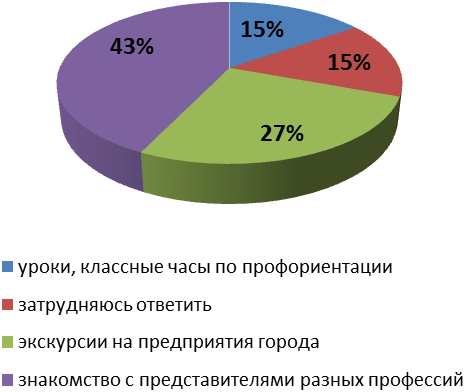 15%
43%
15%
27%
уроки, классные часы по профориентации
затрудняюсь ответить
экскурсии на предприятия города
знакомство с представителями разных профессий